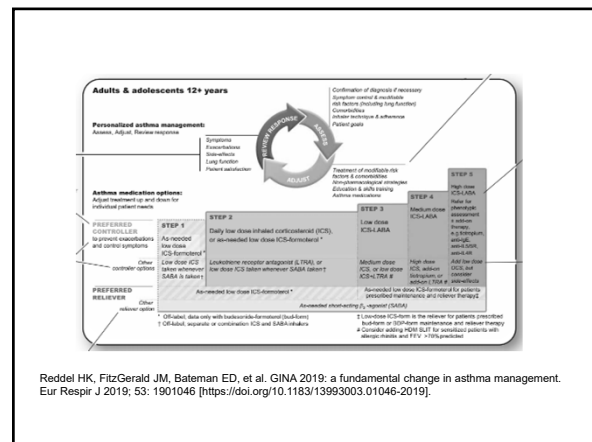 Adults & adolescents 12+ years
Personalized asthma management:
Assess, Adjust, Review response
Symptoms
Exacerbations
Side-effects
Lung function
Patient satisfaction
REVIEW RESPONSE
ASSESS
ADJUST
Confirmation of diagnosis if necessary
Symptom control & modifiable
risk factors (including lung function)
Comorbidities
Inhaler technique & adherence
Patient goals
Treatment of modifiable risk
factors & comorbidities
Non-pharmacological strategies
Education & skills training
Asthma medications
Asthma medication options:
Adjust treatment up and down for
individual patient needs
PREFERRED
CONTROLLER
to prevent exacerbations
and control symptoms
Other
controller options
PREFERRED
RELIEVER
Other
reliever option
STEP 1
As-needed
low dose
ICS-formoterol *
Low dose ICS
taken whenever
SABA is taken †
STEP 2
Daily low dose inhaled corticosteroid (ICS),
or as-needed low dose ICS-formoterol *
Leukotriene receptor antagonist (LTRA), or
low dose ICS taken whenever SABA taken †
STEP 3
Low dose
ICS-LABA
Medium dose
ICS, or low dose
ICS+LTRA #
STEP 4
Medium dose
ICS-LABA
High dose
ICS, add-on
tiotropium, or
add-on LTRA #
STEP 5
High dose
ICS-LABA
Refer for
phenotypic
assessment
± add-on
therapy,
e.g.tiotropium,
anti-IgE,
anti-IL5/5R,
anti-IL4R
Add low dose
OCS, but
consider
side-effects
As-needed low dose ICS-formoterol *
As-needed low dose ICS-formoterol for patients
prescribed maintenance and reliever therapy‡
As-needed short-acting β₂-agonist (SABA)
* Off-label; data only with budesonide-formoterol (bud-form)
† Off-label; separate or combination ICS and SABA inhalers
‡ Low-dose ICS-form is the reliever for patients prescribed
bud-form or BDP-form maintenance and reliever therapy
# Consider adding HDM SLIT for sensitized patients with
allergic rhinitis and FEV₁ >70% predicted
Reddel HK, FitzGerald JM, Bateman ED, et al. GINA 2019: a fundamental change in asthma management.
Eur Respir J 2019; 53: 1901046 [https://doi.org/10.1183/13993003.01046-2019].